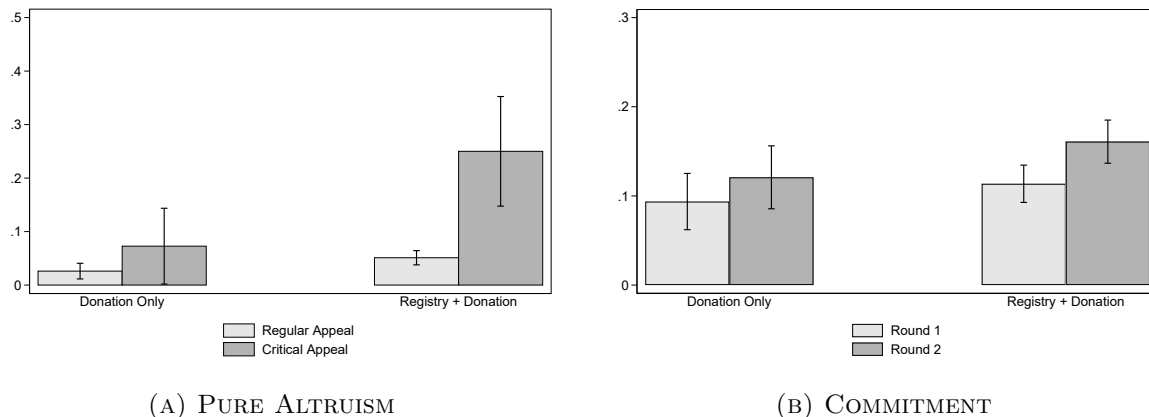 .5
.4
.3
.2
.1
0
Donation Only
Registry + Donation
Regular Appeal
Critical Appeal
(A) PURE ALTRUISM
.3
.2
.1
0
Donation Only
Registry + Donation
Round 1
Round 2
(B) COMMITMENT